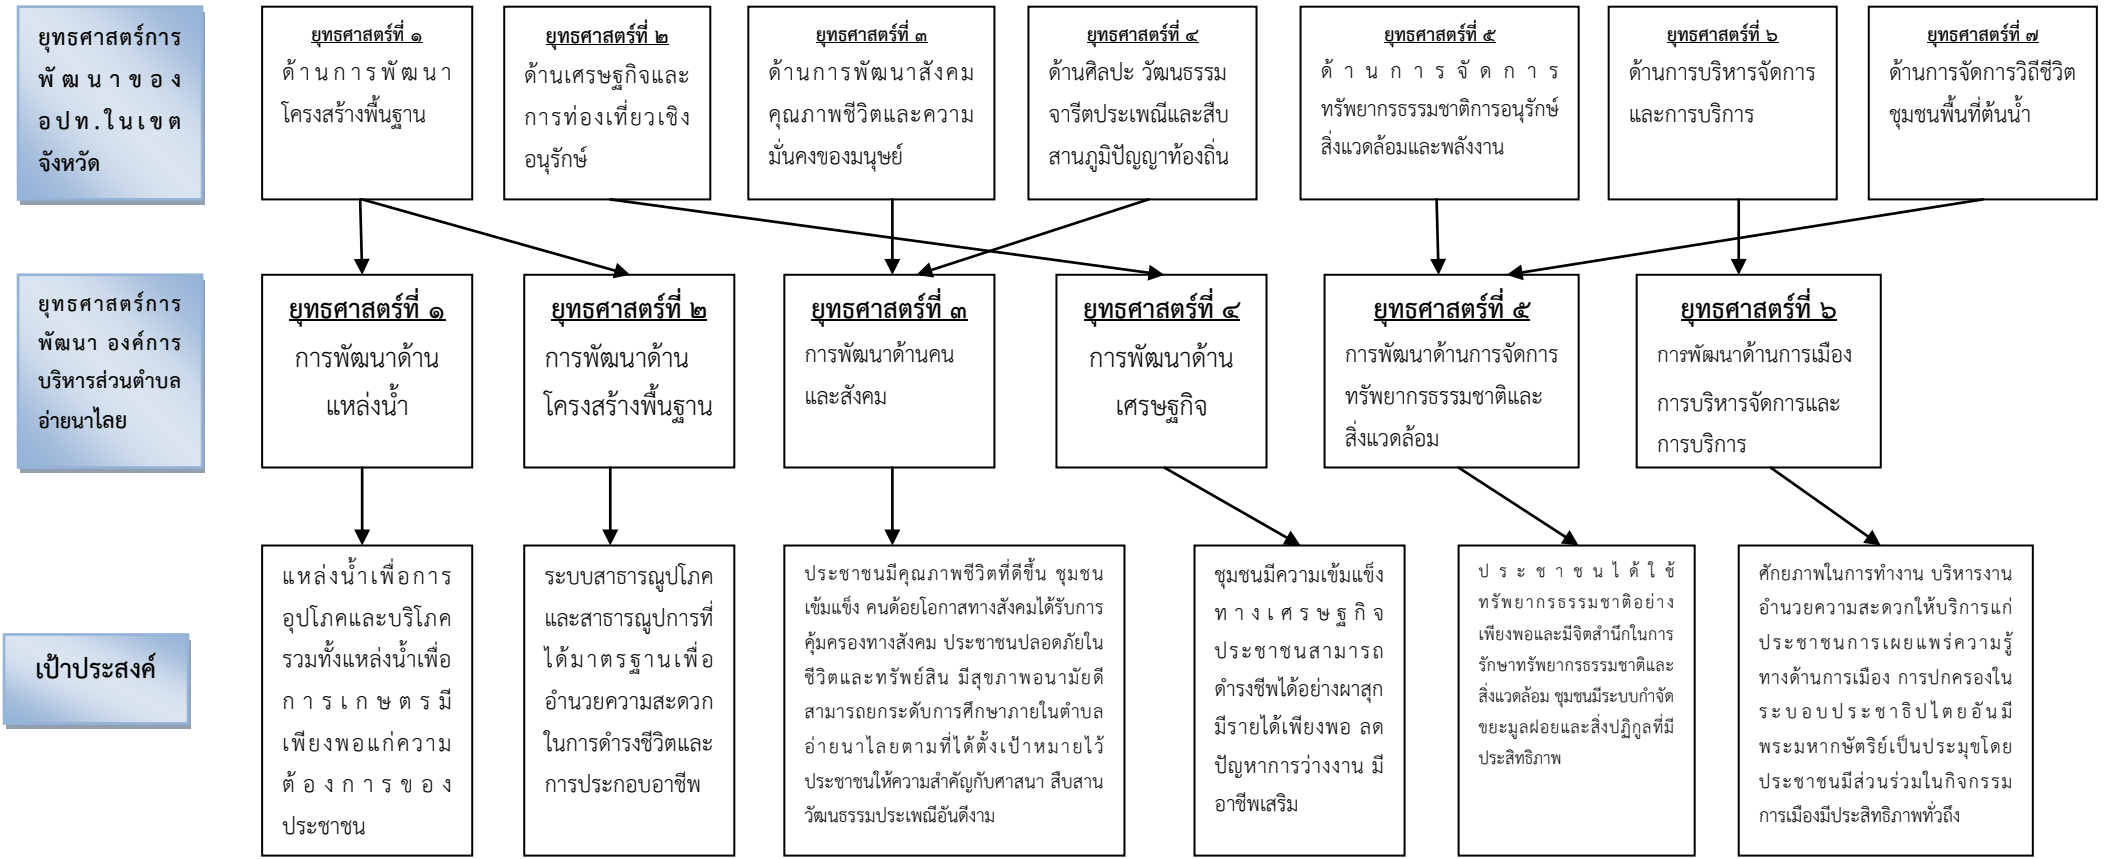 ยุทธศาสตร์การ
พัฒนาของ
อปท.ในเขต
จังหวัด
ยุทธศาสตร์ที่ ๑
ด้านการพัฒนา
โครงสร้างพื้นฐาน
ยุทธศาสตร์ที่ ๒
ด้านเศรษฐกิจและ
การท่องเที่ยวเชิง
อนุรักษ์
ยุทธศาสตร์ที่ ๓
ด้านการพัฒนาสังคม
คุณภาพชีวิตและความ
มั่นคงของมนุษย์
ยุทธศาสตร์ที่ ๔
ด้านศิลปะ วัฒนธรรม
จารีตประเพณีและสืบ
สานภูมิปัญญาท้องถิ่น
ยุทธศาสตร์ที่ ๕
ด้านการจัดการ
ทรัพยากรธรรมชาติการอนุรักษ์
สิ่งแวดล้อมและพลังงาน
ยุทธศาสตร์ที่ ๖
ด้านการบริหารจัดการ
และการบริการ
ยุทธศาสตร์ที่ ๗
ด้านการจัดการวิถีชีวิต
ชุมชนพื้นที่ต้นน้ำ
ยุทธศาสตร์การ
พัฒนา องค์การ
บริหารส่วนตำบล
อ่ายนาไลย
ยุทธศาสตร์ที่ ๑
การพัฒนาด้าน
แหล่งน้ำ
ยุทธศาสตร์ที่ ๒
การพัฒนาด้าน
โครงสร้างพื้นฐาน
ยุทธศาสตร์ที่ ๓
การพัฒนาด้านคน
และสังคม
ยุทธศาสตร์ที่ ๔
การพัฒนาด้าน
เศรษฐกิจ
ยุทธศาสตร์ที่ ๕
การพัฒนาด้านการจัดการ
ทรัพยากรธรรมชาติและ
สิ่งแวดล้อม
ยุทธศาสตร์ที่ ๖
การพัฒนาด้านการเมือง
การบริหารจัดการและ
การบริการ
เป้าประสงค์
แหล่งน้ำเพื่อการ
อุปโภคและบริโภค
รวมทั้งแหล่งน้ำเพื่อ
การเกษตรมี
เพียงพอแก่ความ
ต้องการของ
ประชาชน
ระบบสาธารณูปโภค
และสาธารณูปการที่
ได้มาตรฐานเพื่อ
อำนวยความสะดวก
ในการดำรงชีวิตและ
การประกอบอาชีพ
ประชาชนมีคุณภาพชีวิตที่ดีขึ้น ชุมชน
เข้มแข็ง คนด้อยโอกาสทางสังคมได้รับการ
คุ้มครองทางสังคม ประชาชนปลอดภัยใน
ชีวิตและทรัพย์สิน มีสุขภาพอนามัยดี
สามารถยกระดับการศึกษาภายในตำบล
อ่ายนาไลยตามที่ได้ตั้งเป้าหมายไว้
ประชาชนให้ความสำคัญกับศาสนา สืบสาน
วัฒนธรรมประเพณีอันดีงาม
ชุมชนมีความเข้มแข็ง
ทางเศรษฐกิจ
ประชาชนสามารถ
ดำรงชีพได้อย่างผาสุก
มีรายได้เพียงพอ ลด
ปัญหาการว่างงาน มี
อาชีพเสริม
ประชาชนได้ใช้
ทรัพยากรธรรมชาติอย่าง
เพียงพอและมีจิตสำนึกในการ
รักษาทรัพยากรธรรมชาติและ
สิ่งแวดล้อม ชุมชนมีระบบกำจัด
ขยะมูลฝอยและสิ่งปฏิกูลที่มี
ประสิทธิภาพ
ศักยภาพในการทำงาน บริหารงาน
อำนวยความสะดวกให้บริการแก่
ประชาชนการเผยแพร่ความรู้
ทางด้านการเมือง การปกครองใน
ระบอบประชาธิปไตยอันมี
พระมหากษัตริย์เป็นประมุขโดย
ประชาชนมีส่วนร่วมในกิจกรรม
การเมืองมีประสิทธิภาพทั่วถึง